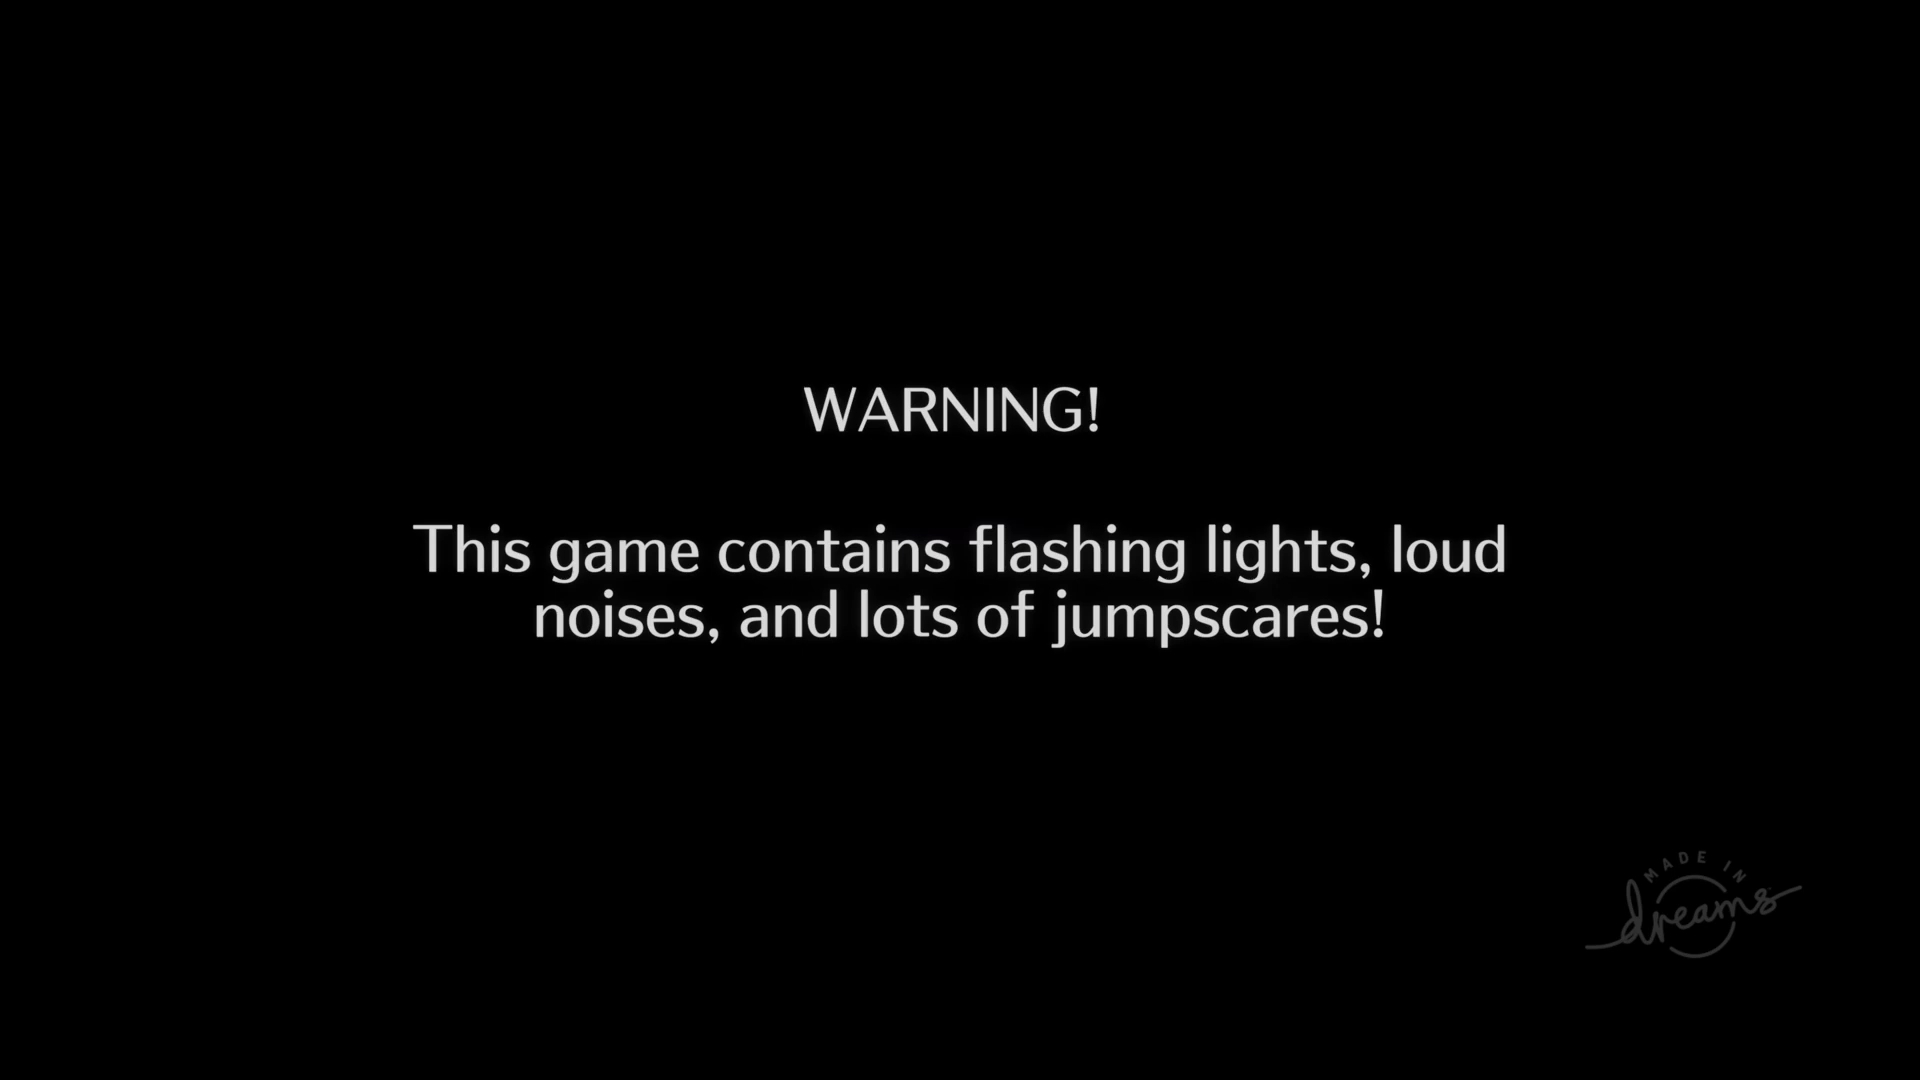 WARNING!
This game contains flashing lights, loud
noises, and lots of jumpscares!
MADE IN
dreams